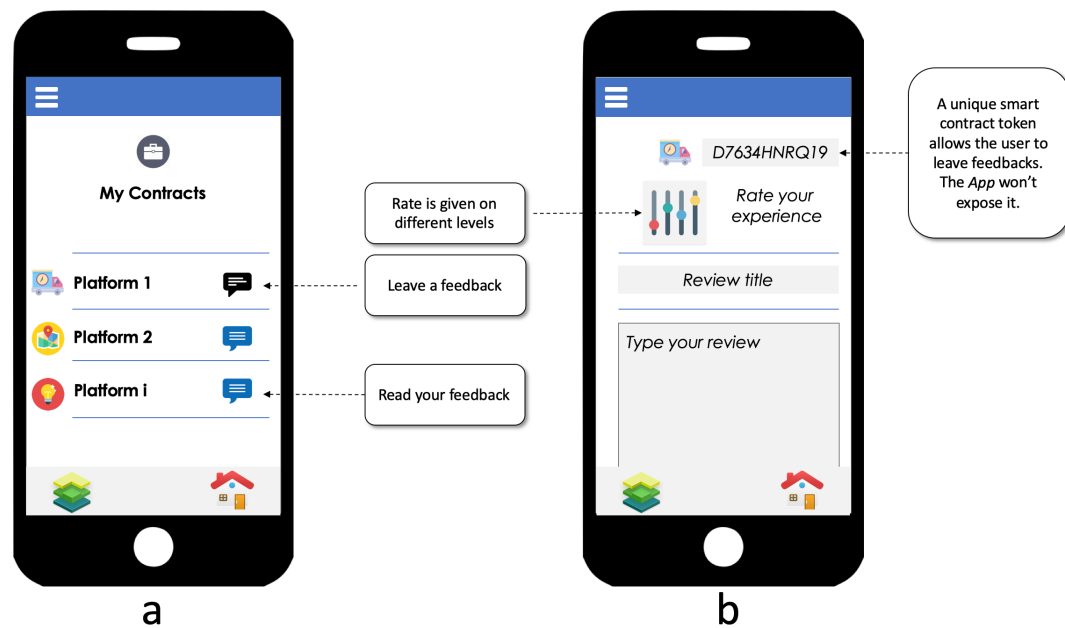 My Contracts
Platform 1
Platform 2
Platform i
a
Rate is given on
different levels
Leave a feedback
Read your feedback
D7634HNRQ19
Rate your
experience
Review title
Type your review
b
A unique smart
contract token
allows the user to
leave feedbacks.
The App won’t
expose it.